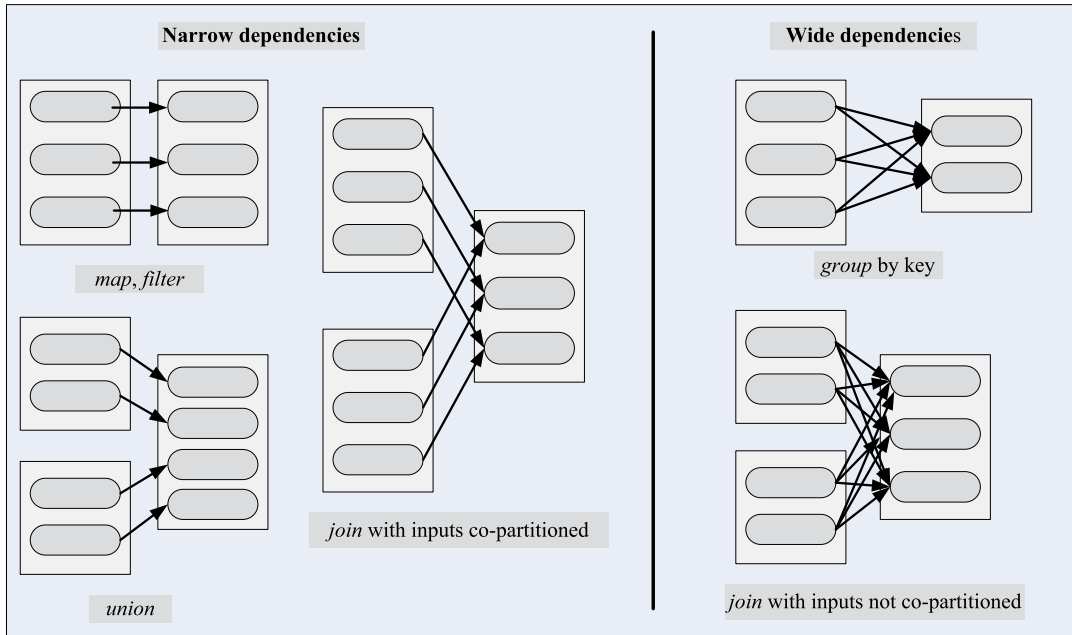 Narrow dependencies
Wide dependencies
map, filter
group by key
join with inputs co-partitioned
union
join with inputs not co-partitioned